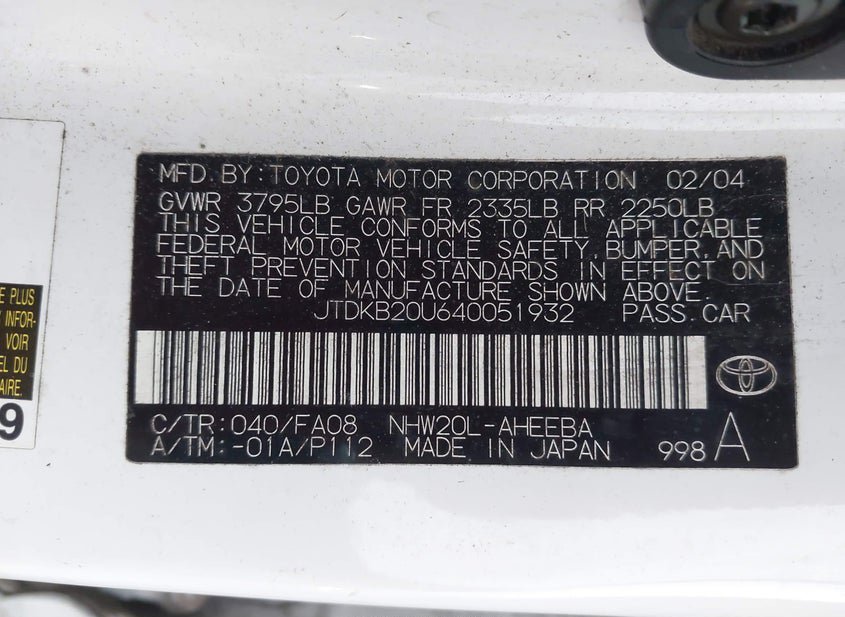 MFD. BY: TOYOTA MOTOR CORPORATION 02/04
GVWR 3795LB GAWR FR 2335LB RR 2250LB
THIS VEHICLE CONFORMS TO ALL APPLICABLE
FEDERAL MOTOR VEHICLE SAFETY, BUMPER, AND
THEFT PREVENTION STANDARDS IN EFFECT ON
THE DATE OF MANUFACTURE SHOWN ABOVE.
JTDKB20U640051932 PASS. CAR
C/TR: 040/FA08 NHW20L-AHEEBA
A/TM: -01A/P112 MADE IN JAPAN 998 A
E PLUS
INFOR-
VOIR
EL DU
AIRE.
9